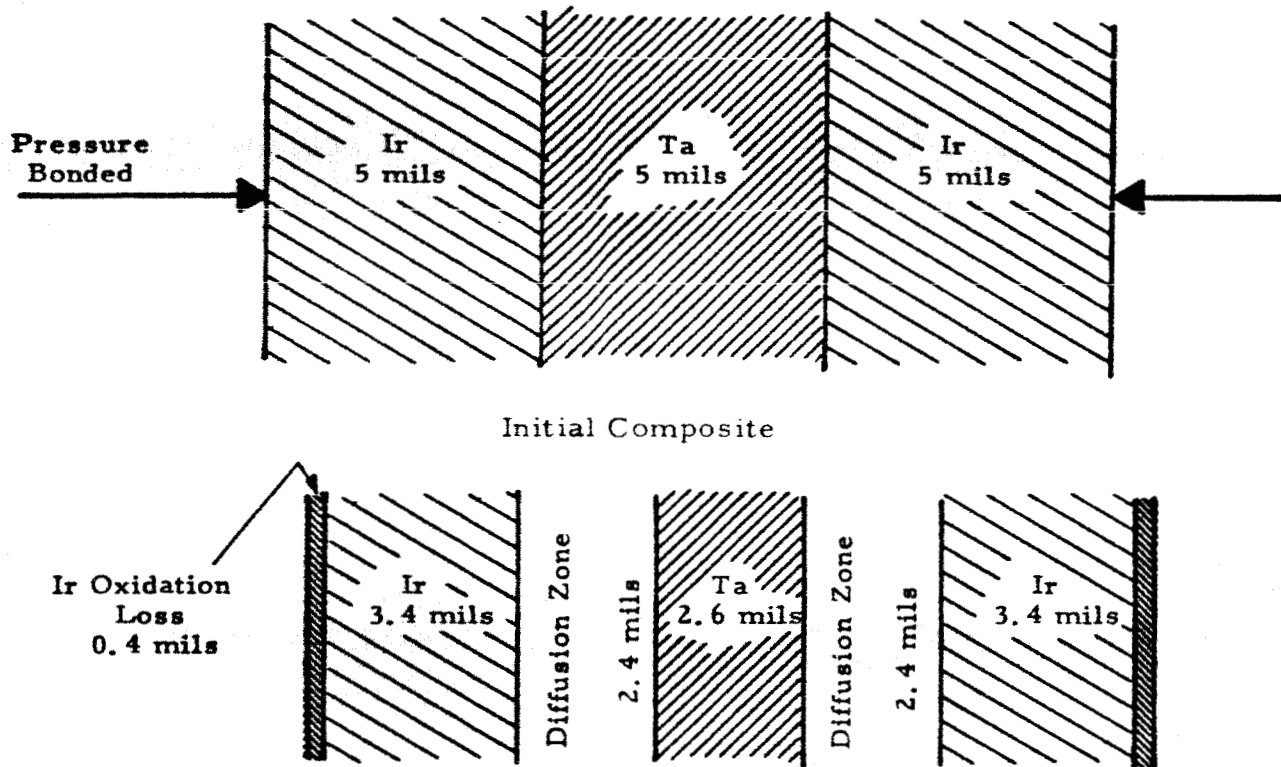 Pressure
Bonded
Ir
5 mils
Ta
5 mils
Ir
5 mils
Initial Composite
Ir Oxidation
Loss
0.4 mils
Ir
3.4 mils
Diffusion Zone
2.4 mils
Ta
2.6 mils
Diffusion Zone
2.4 mils
Ir
3.4 mils